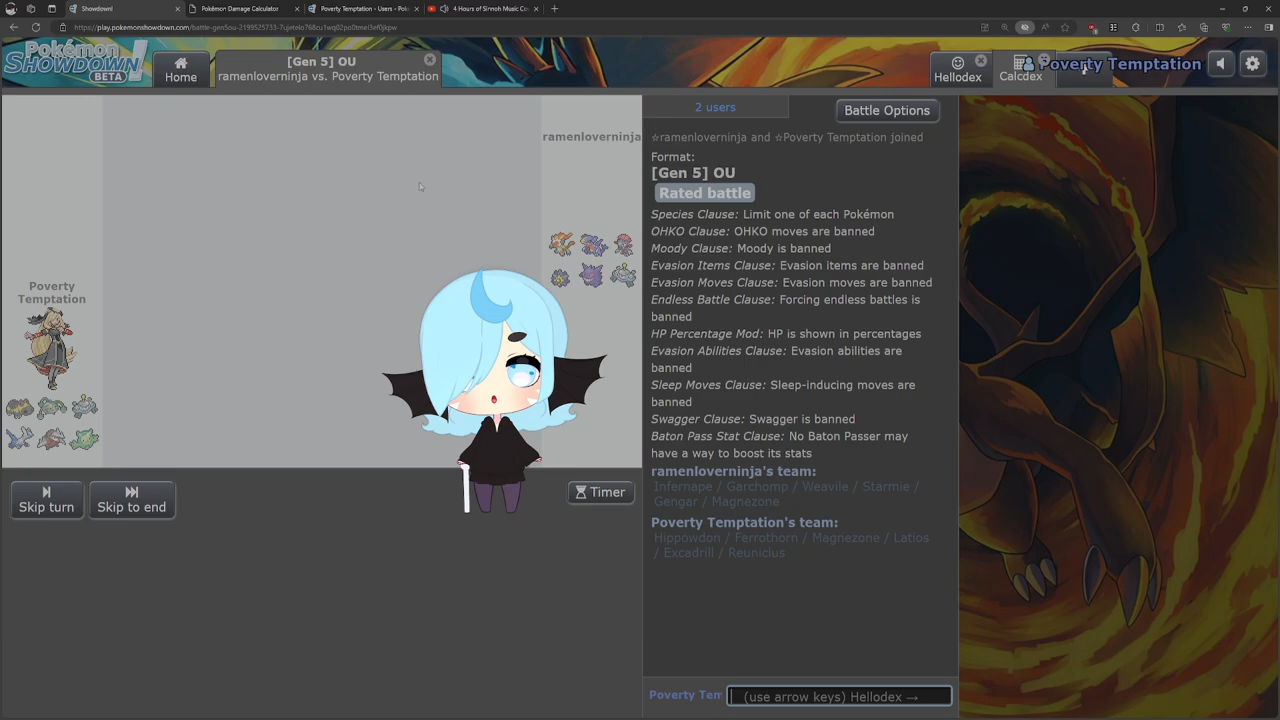 Showdown!
Pokémon Damage Calculator
Poverty Temptation - Users - Pok
4 Hours of Sinnoh Music Co
Pokémon
SHOWDOWN!
BETA
Home
[Gen 5] OU
ramenloverninja vs. Poverty Temptation
Hellodex
Calcdex
Poverty Temptation
ramenloverninja
Poverty
Temptation
Skip turn
Skip to end
Timer
2 users
Battle Options
☆ramenloverninja and ☆Poverty Temptation joined
Format:
[Gen 5] OU
Rated battle
Species Clause: Limit one of each Pokémon
OHKO Clause: OHKO moves are banned
Moody Clause: Moody is banned
Evasion Items Clause: Evasion items are banned
Evasion Moves Clause: Evasion moves are banned
Endless Battle Clause: Forcing endless battles is
banned
HP Percentage Mod: HP is shown in percentages
Evasion Abilities Clause: Evasion abilities are
banned
Sleep Moves Clause: Sleep-inducing moves are
banned
Swagger Clause: Swagger is banned
Baton Pass Stat Clause: No Baton Passer may
have a way to boost its stats
ramenloverninja's team:
Infernape / Garchomp / Weavile / Starmie /
Gengar / Magnezone
Poverty Temptation's team:
Hippowdon / Ferrothorn / Magnezone / Latios
/ Excadrill / Reuniclus
Poverty Tem
(use arrow keys) Hellodex →